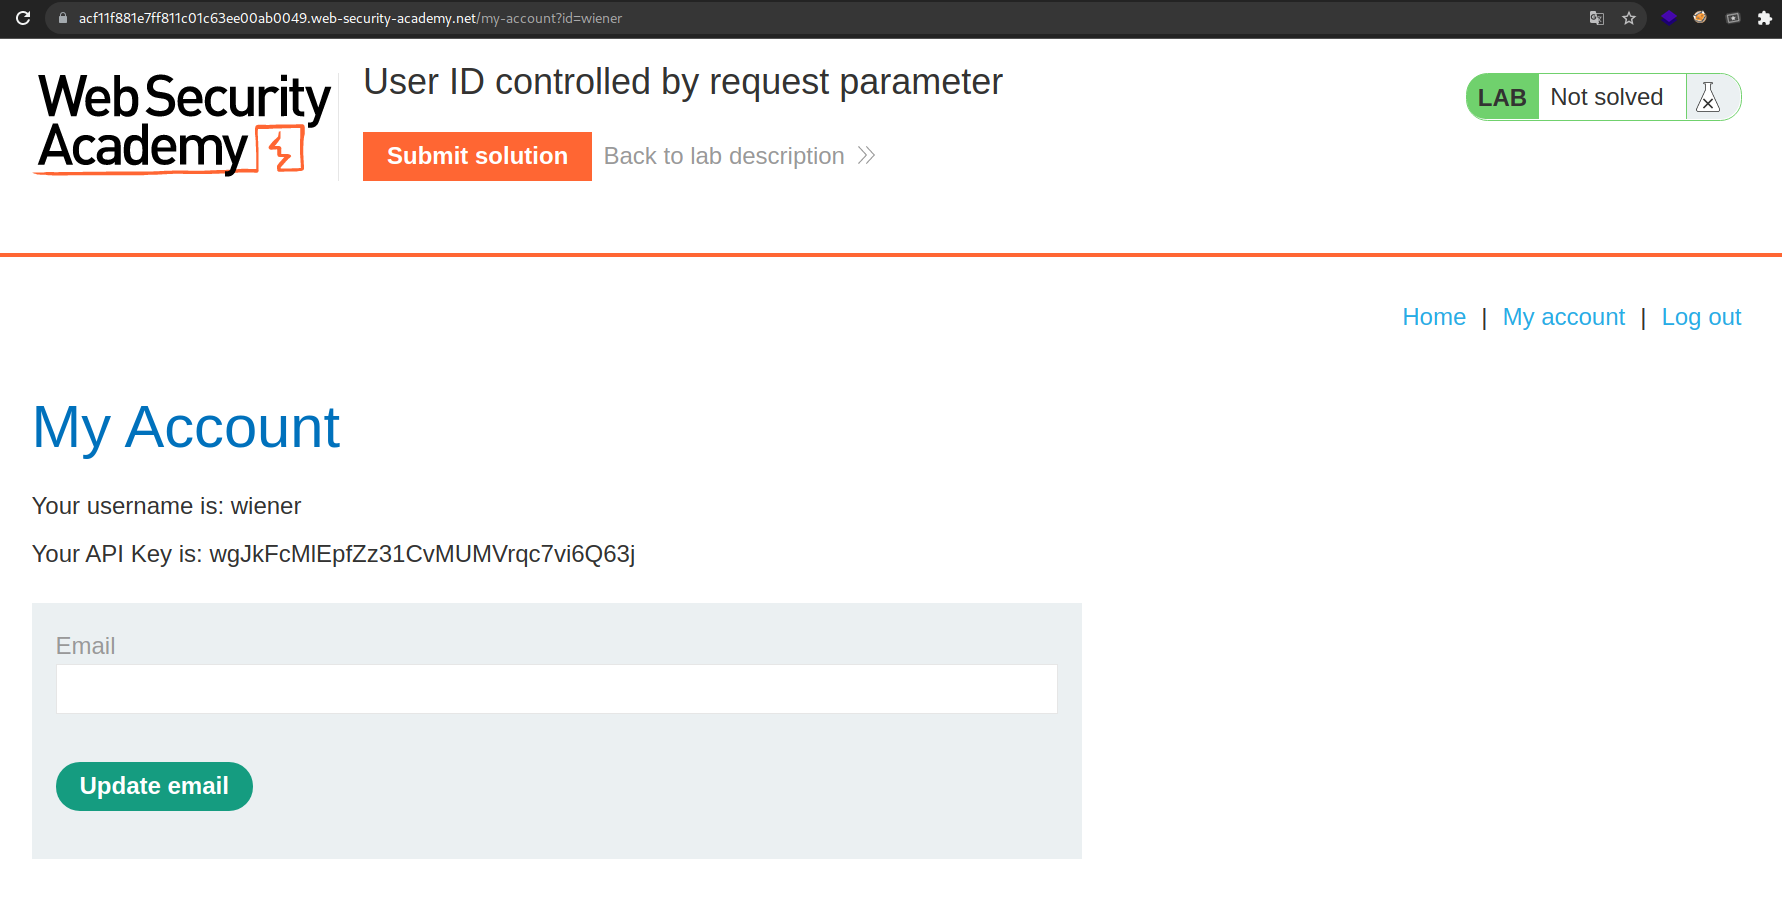 acf11f881e7ff811c01c63ee00ab0049.web-security-academy.net/my-account?id=wiener
Web Security
Academy
User ID controlled by request parameter
Submit solution
Back to lab description
LAB Not solved
Home | My account | Log out
My Account
Your username is: wiener
Your API Key is: wgJkFcMlEpfZz31CvMUMVrqc7vi6Q63j
Email
Update email